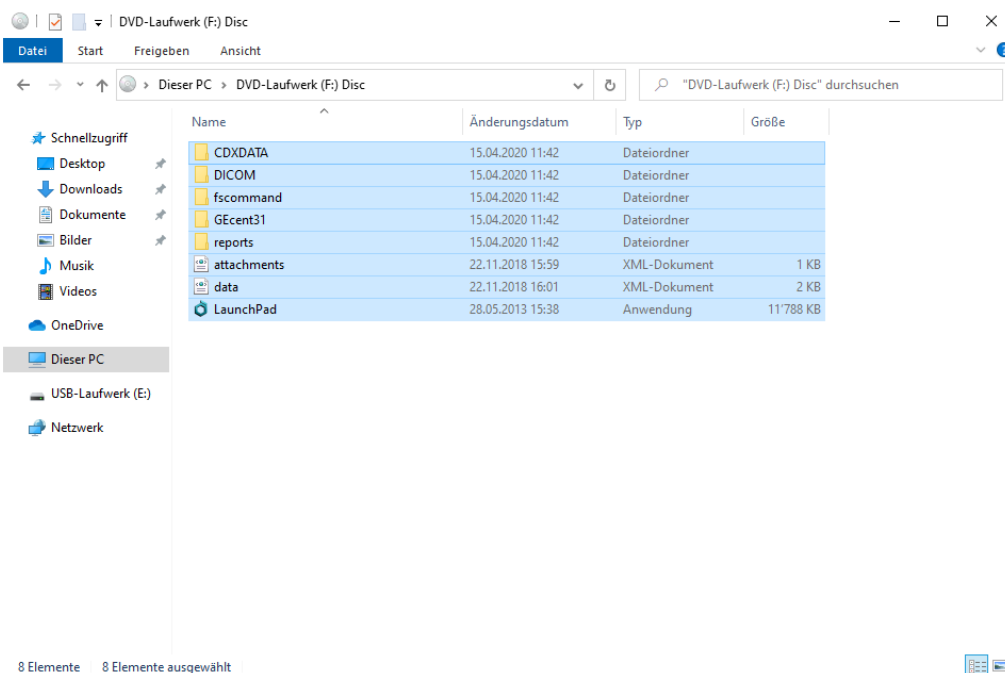 DVD-Laufwerk (F:) Disc
Datei Start Freigeben Ansicht
Dieser PC DVD-Laufwerk (F:) Disc
"DVD-Laufwerk (F:) Disc" durchsuchen
Schnellzugriff
Desktop
Downloads
Dokumente
Bilder
Musik
Videos
OneDrive
Dieser PC
USB-Laufwerk (E:)
Netzwerk
Name Änderungsdatum Typ Größe
CDXDATA 15.04.2020 11:42 Dateiordner
DICOM 15.04.2020 11:42 Dateiordner
fscommand 15.04.2020 11:42 Dateiordner
GEcent31 15.04.2020 11:42 Dateiordner
reports 15.04.2020 11:42 Dateiordner
attachments 22.11.2018 15:59 XML-Dokument 1 KB
data 22.11.2018 16:01 XML-Dokument 2 KB
LaunchPad 28.05.2013 15:38 Anwendung 11'788 KB
8 Elemente 8 Elemente ausgewählt